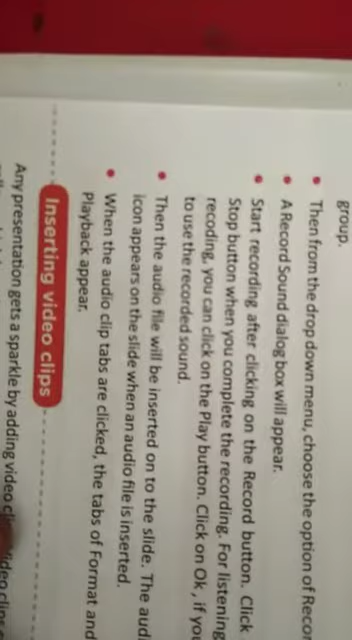 group.
Then from the drop down menu, choose the option of Recor
A Record Sound dialog box will appear.
Start recording after clicking on the Record button. Click
Stop button when you complete the recording. For listening
recoding, you can click on the Play button. Click on Ok , if you
to use the recorded sound.
Then the audio file will be inserted on to the slide. The audi
icon appears on the slide when an audio file is inserted.
When the audio clip tabs are clicked, the tabs of Format and
Playback appear.
Inserting video clips
Any presentation gets a sparkle by adding video